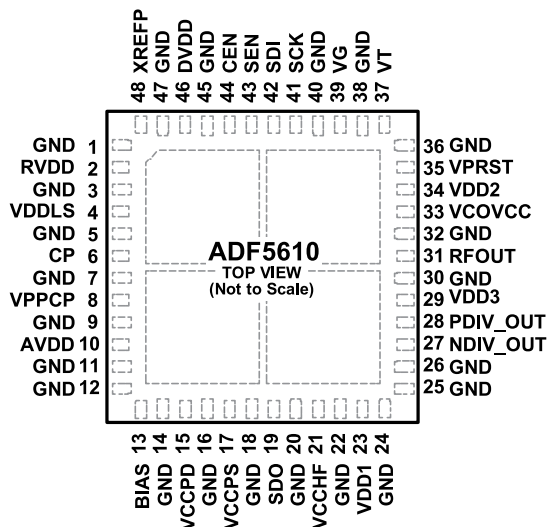 48 XREFP
47 GND
46 DVDD
45 GND
44 CEN
43 SEN
42 SDI
41 SCK
40 GND
39 VG
38 GND
37 VT
GND 1
RVDD 2
GND 3
VDDLS 4
GND 5
CP 6
GND 7
VPPCP 8
GND 9
AVDD 10
GND 11
GND 12
ADF5610
TOP VIEW
(Not to Scale)
36 GND
35 VPRST
34 VDD2
33 VCOVCC
32 GND
31 RFOUT
30 GND
29 VDD3
28 PDIV_OUT
27 NDIV_OUT
26 GND
25 GND
BIAS 13
GND 14
VCCPD 15
GND 16
VCCPS 17
GND 18
SDO 19
GND 20
VCCHF 21
GND 22
VDD1 23
GND 24